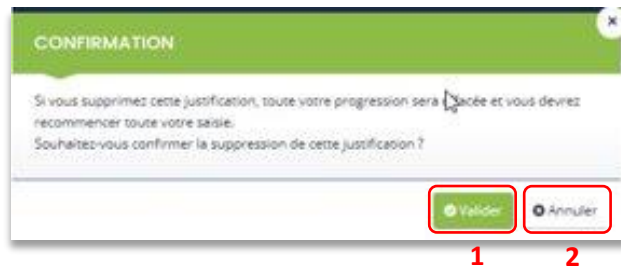 CONFIRMATION
Si vous supprimez cette justification, toute votre progression sera effacée et vous devrez
recommencer toute votre saisie.
Souhaitez-vous confirmer la suppression de cette justification ?
Valider
Annuler
1
2